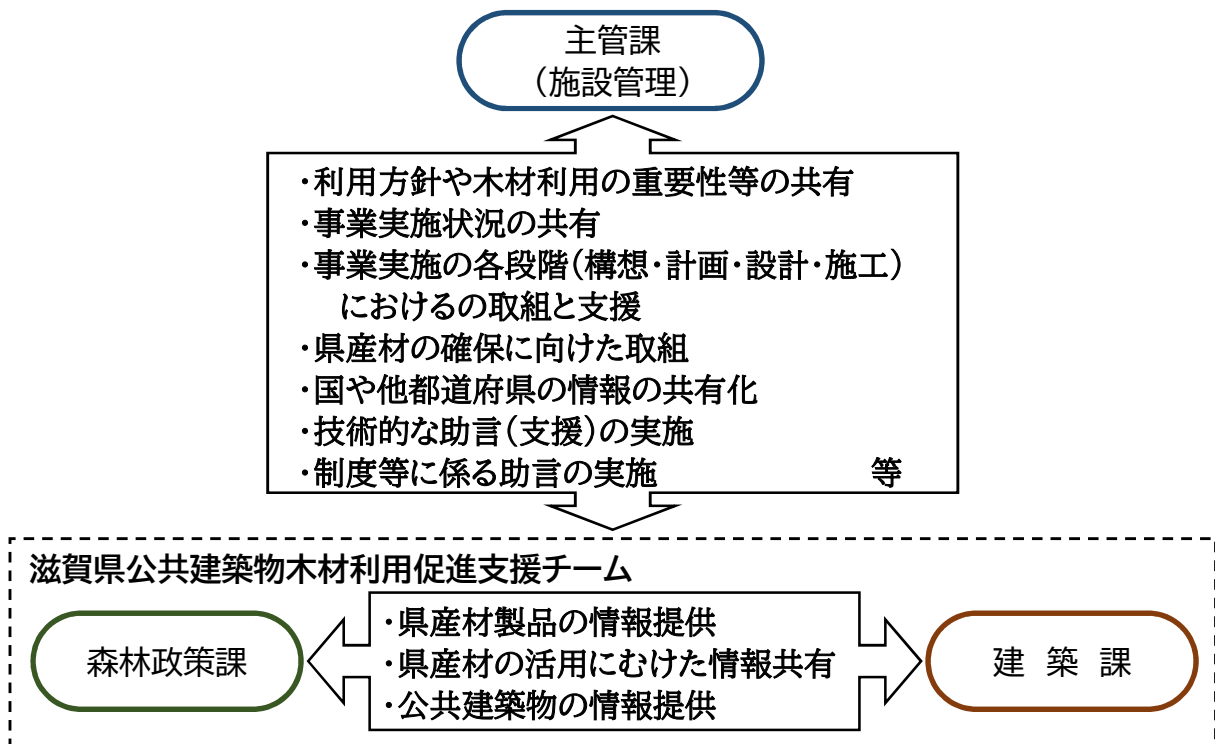 主管課
（施設管理）
・利用方針や木材利用の重要性等の共有
・事業実施状況の共有
・事業実施の各段階（構想・計画・設計・施工）
におけるの取組と支援
・県産材の確保に向けた取組
・国や他都道府県の情報の共有化
・技術的な助言（支援）の実施
・制度等に係る助言の実施　　　　　　　等
滋賀県公共建築物木材利用促進支援チーム
森林政策課
・県産材製品の情報提供
・県産材の活用にむけた情報共有
・公共建築物の情報提供
建　築　課